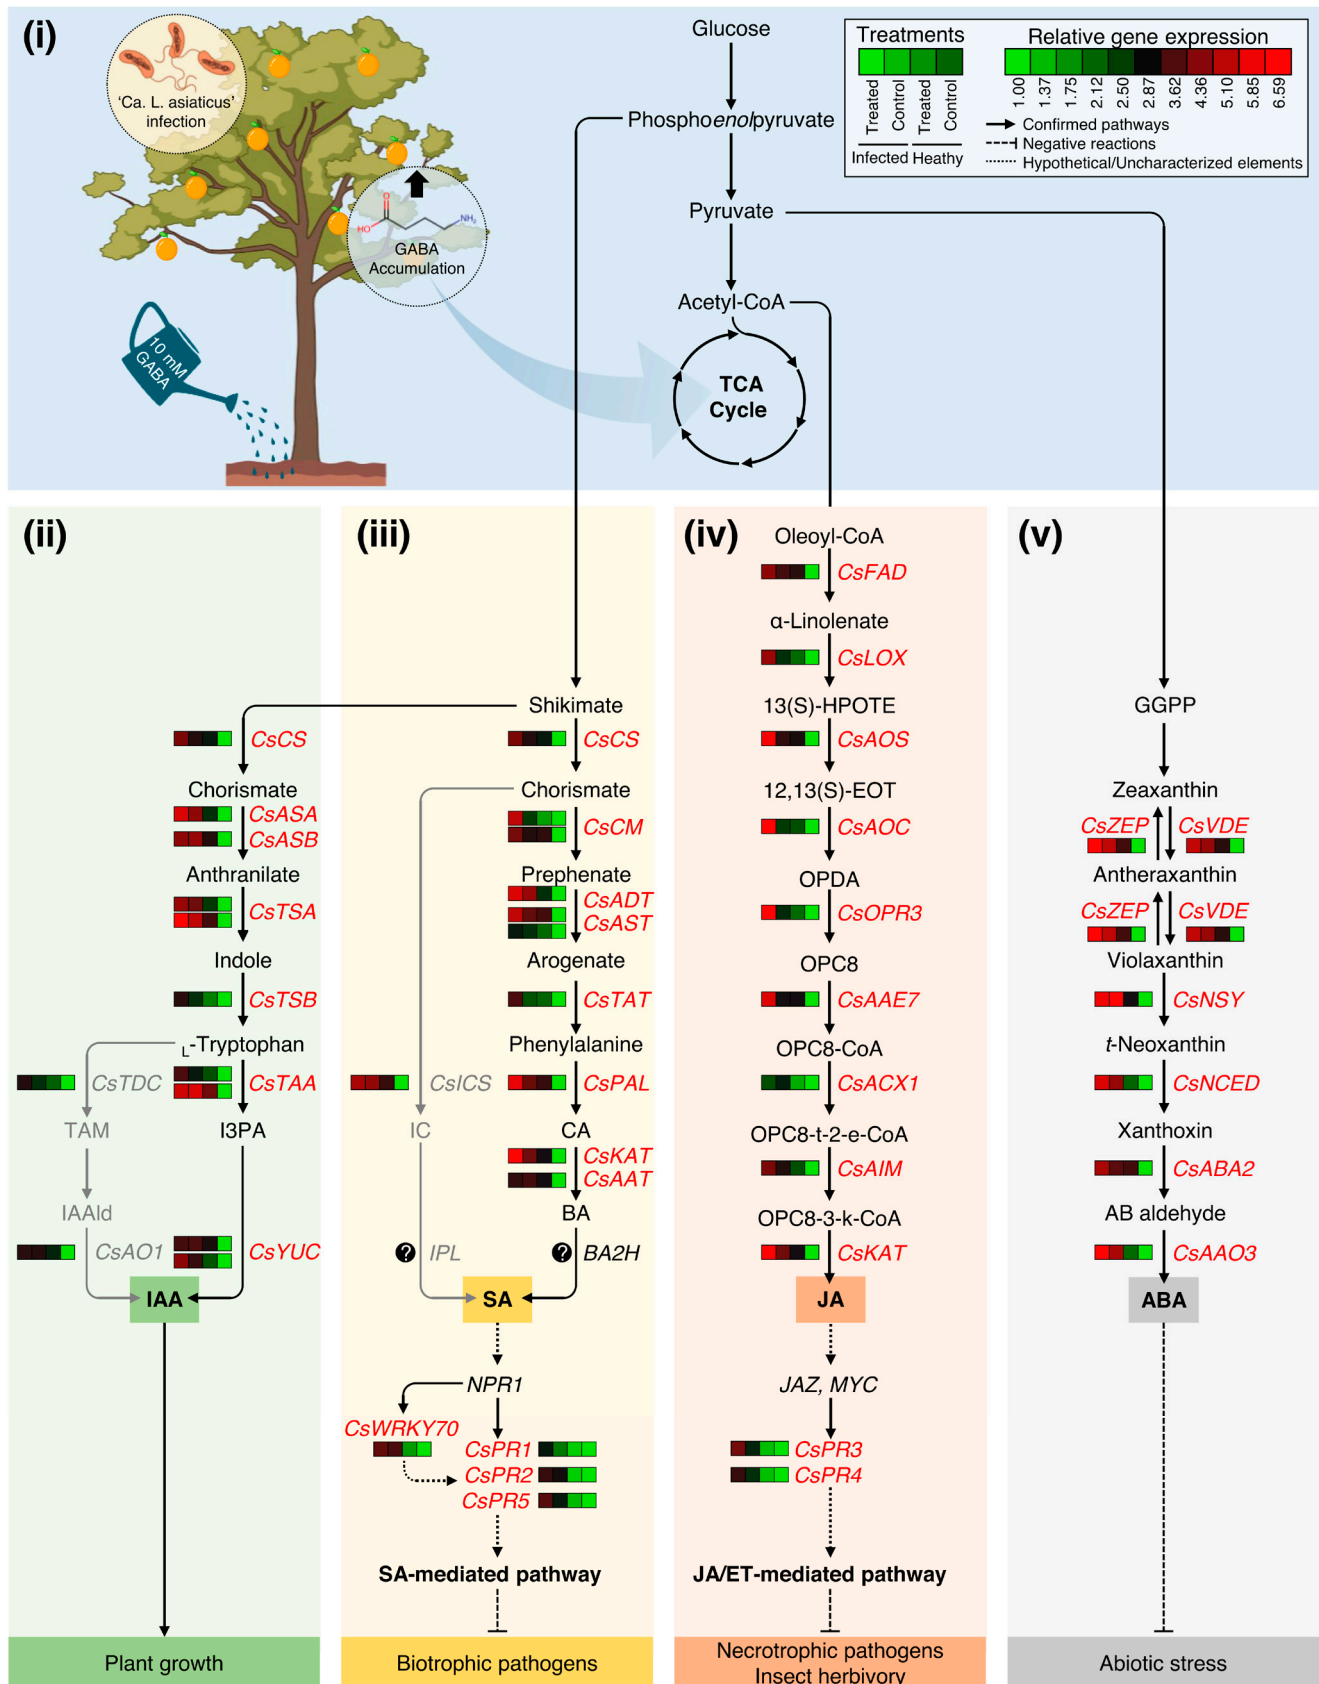 (i)
'Ca. L. asiaticus'
infection
GABA
Accumulation
HO
O
NH₂
10 mM
GABA
Glucose
Phosphoenolpyruvate
Pyruvate
Acetyl-CoA
TCA
Cycle
Treatments
Treated
Control
Treated
Control
Infected
Heathy
Relative gene expression
1.00
1.37
1.75
2.12
2.50
2.87
3.62
4.36
5.10
5.85
6.59
Confirmed pathways
Negative reactions
Hypothetical/Uncharacterized elements
(ii)
CsCS
Chorismate
CsASA
CsASB
Anthranilate
CsTSA
Indole
CsTSB
L-Tryptophan
CsTDC
CsTAA
TAM
I3PA
IAAld
CsAO1
CsYUC
IAA
Plant growth
(iii)
Shikimate
CsCS
Chorismate
CsCM
Prephenate
CsADT
CsAST
Arogenate
CsTAT
Phenylalanine
CsICS
CsPAL
IC
CA
CsKAT
CsAAT
BA
? IPL
? BA2H
SA
NPR1
CsWRKY70
CsPR1
CsPR2
CsPR5
SA-mediated pathway
Biotrophic pathogens
(iv)
Oleoyl-CoA
CsFAD
α-Linolenate
CsLOX
13(S)-HPOTE
CsAOS
12,13(S)-EOT
CsAOC
OPDA
CsOPR3
OPC8
CsAAE7
OPC8-CoA
CsACX1
OPC8-t-2-e-CoA
CsAIM
OPC8-3-k-CoA
CsKAT
JA
JAZ, MYC
CsPR3
CsPR4
JA/ET-mediated pathway
Necrotrophic pathogens
Insect herbivory
(v)
GGPP
Zeaxanthin
CsZEP
CsVDE
Antheraxanthin
CsZEP
CsVDE
Violaxanthin
CsNSY
t-Neoxanthin
CsNCED
Xanthoxin
CsABA2
AB aldehyde
CsAAO3
ABA
Abiotic stress